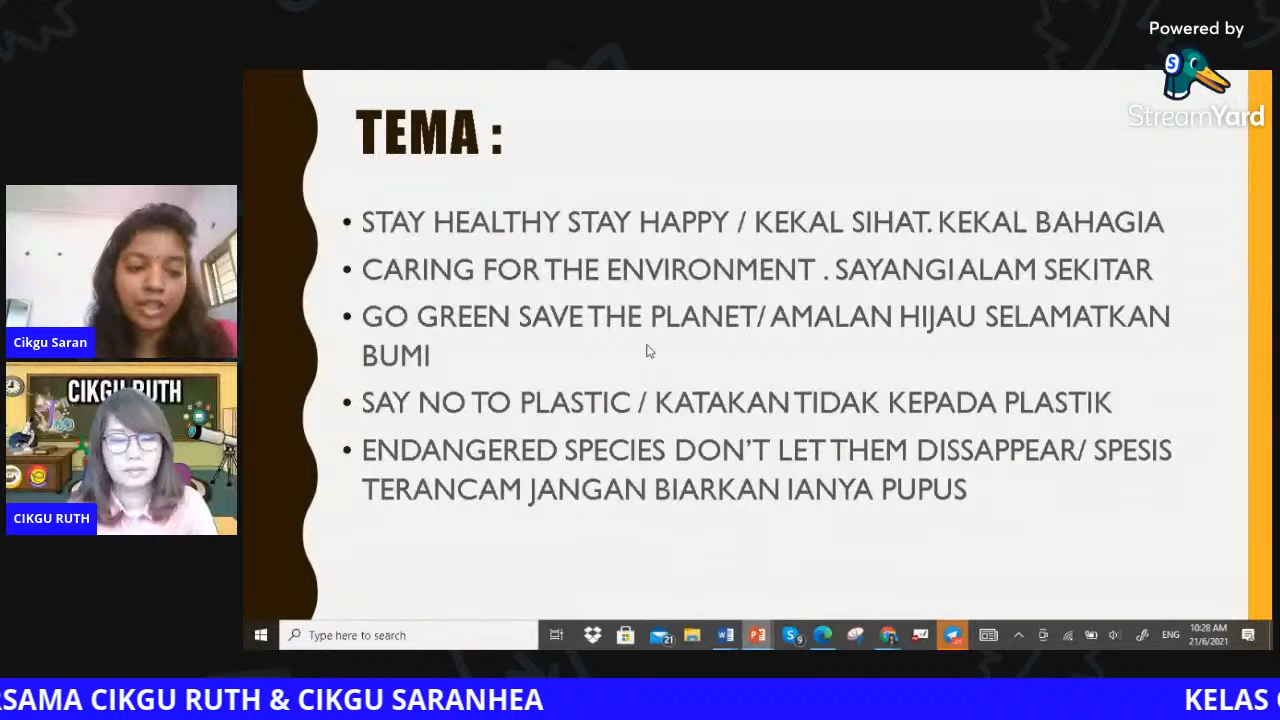 Powered by
StreamYard
TEMA :
• STAY HEALTHY STAY HAPPY / KEKAL SIHAT. KEKAL BAHAGIA
• CARING FOR THE ENVIRONMENT . SAYANGI ALAM SEKITAR
• GO GREEN SAVE THE PLANET/ AMALAN HIJAU SELAMATKAN
BUMI
• SAY NO TO PLASTIC / KATAKAN TIDAK KEPADA PLASTIK
• ENDANGERED SPECIES DON'T LET THEM DISSAPPEAR/ SPESIS
TERANCAM JANGAN BIARKAN IANYA PUPUS
Cikgu Saran
CIKGU RUTH
CIKGU RUTH
Type here to search
21
9
ENG
10:28 AM
21/6/2021
RSAMA CIKGU RUTH & CIKGU SARANHEA
KELAS